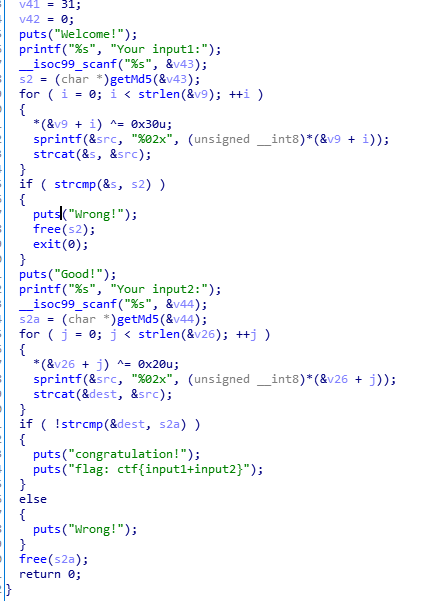 v41 = 31;
v42 = 0;
puts("Welcome!");
printf("%s", "Your input1:");
__isoc99_scanf("%s", &v43);
s2 = (char *)getMd5(&v43);
for ( i = 0; i < strlen(&v9); ++i )
{
*(&v9 + i) ^= 0x30u;
sprintf(&src, "%02x", (unsigned __int8)*(&v9 + i));
strcat(&s, &src);
}
if ( strcmp(&s, s2) )
{
puts("Wrong!");
free(s2);
exit(0);
}
puts("Good!");
printf("%s", "Your input2:");
__isoc99_scanf("%s", &v44);
s2a = (char *)getMd5(&v44);
for ( j = 0; j < strlen(&v26); ++j )
{
*(&v26 + j) ^= 0x20u;
sprintf(&src, "%02x", (unsigned __int8)*(&v26 + j));
strcat(&dest, &src);
}
if ( !strcmp(&dest, s2a) )
{
puts("congratulation!");
puts("flag: ctf{input1+input2}");
}
else
{
puts("Wrong!");
}
free(s2a);
return 0;
}